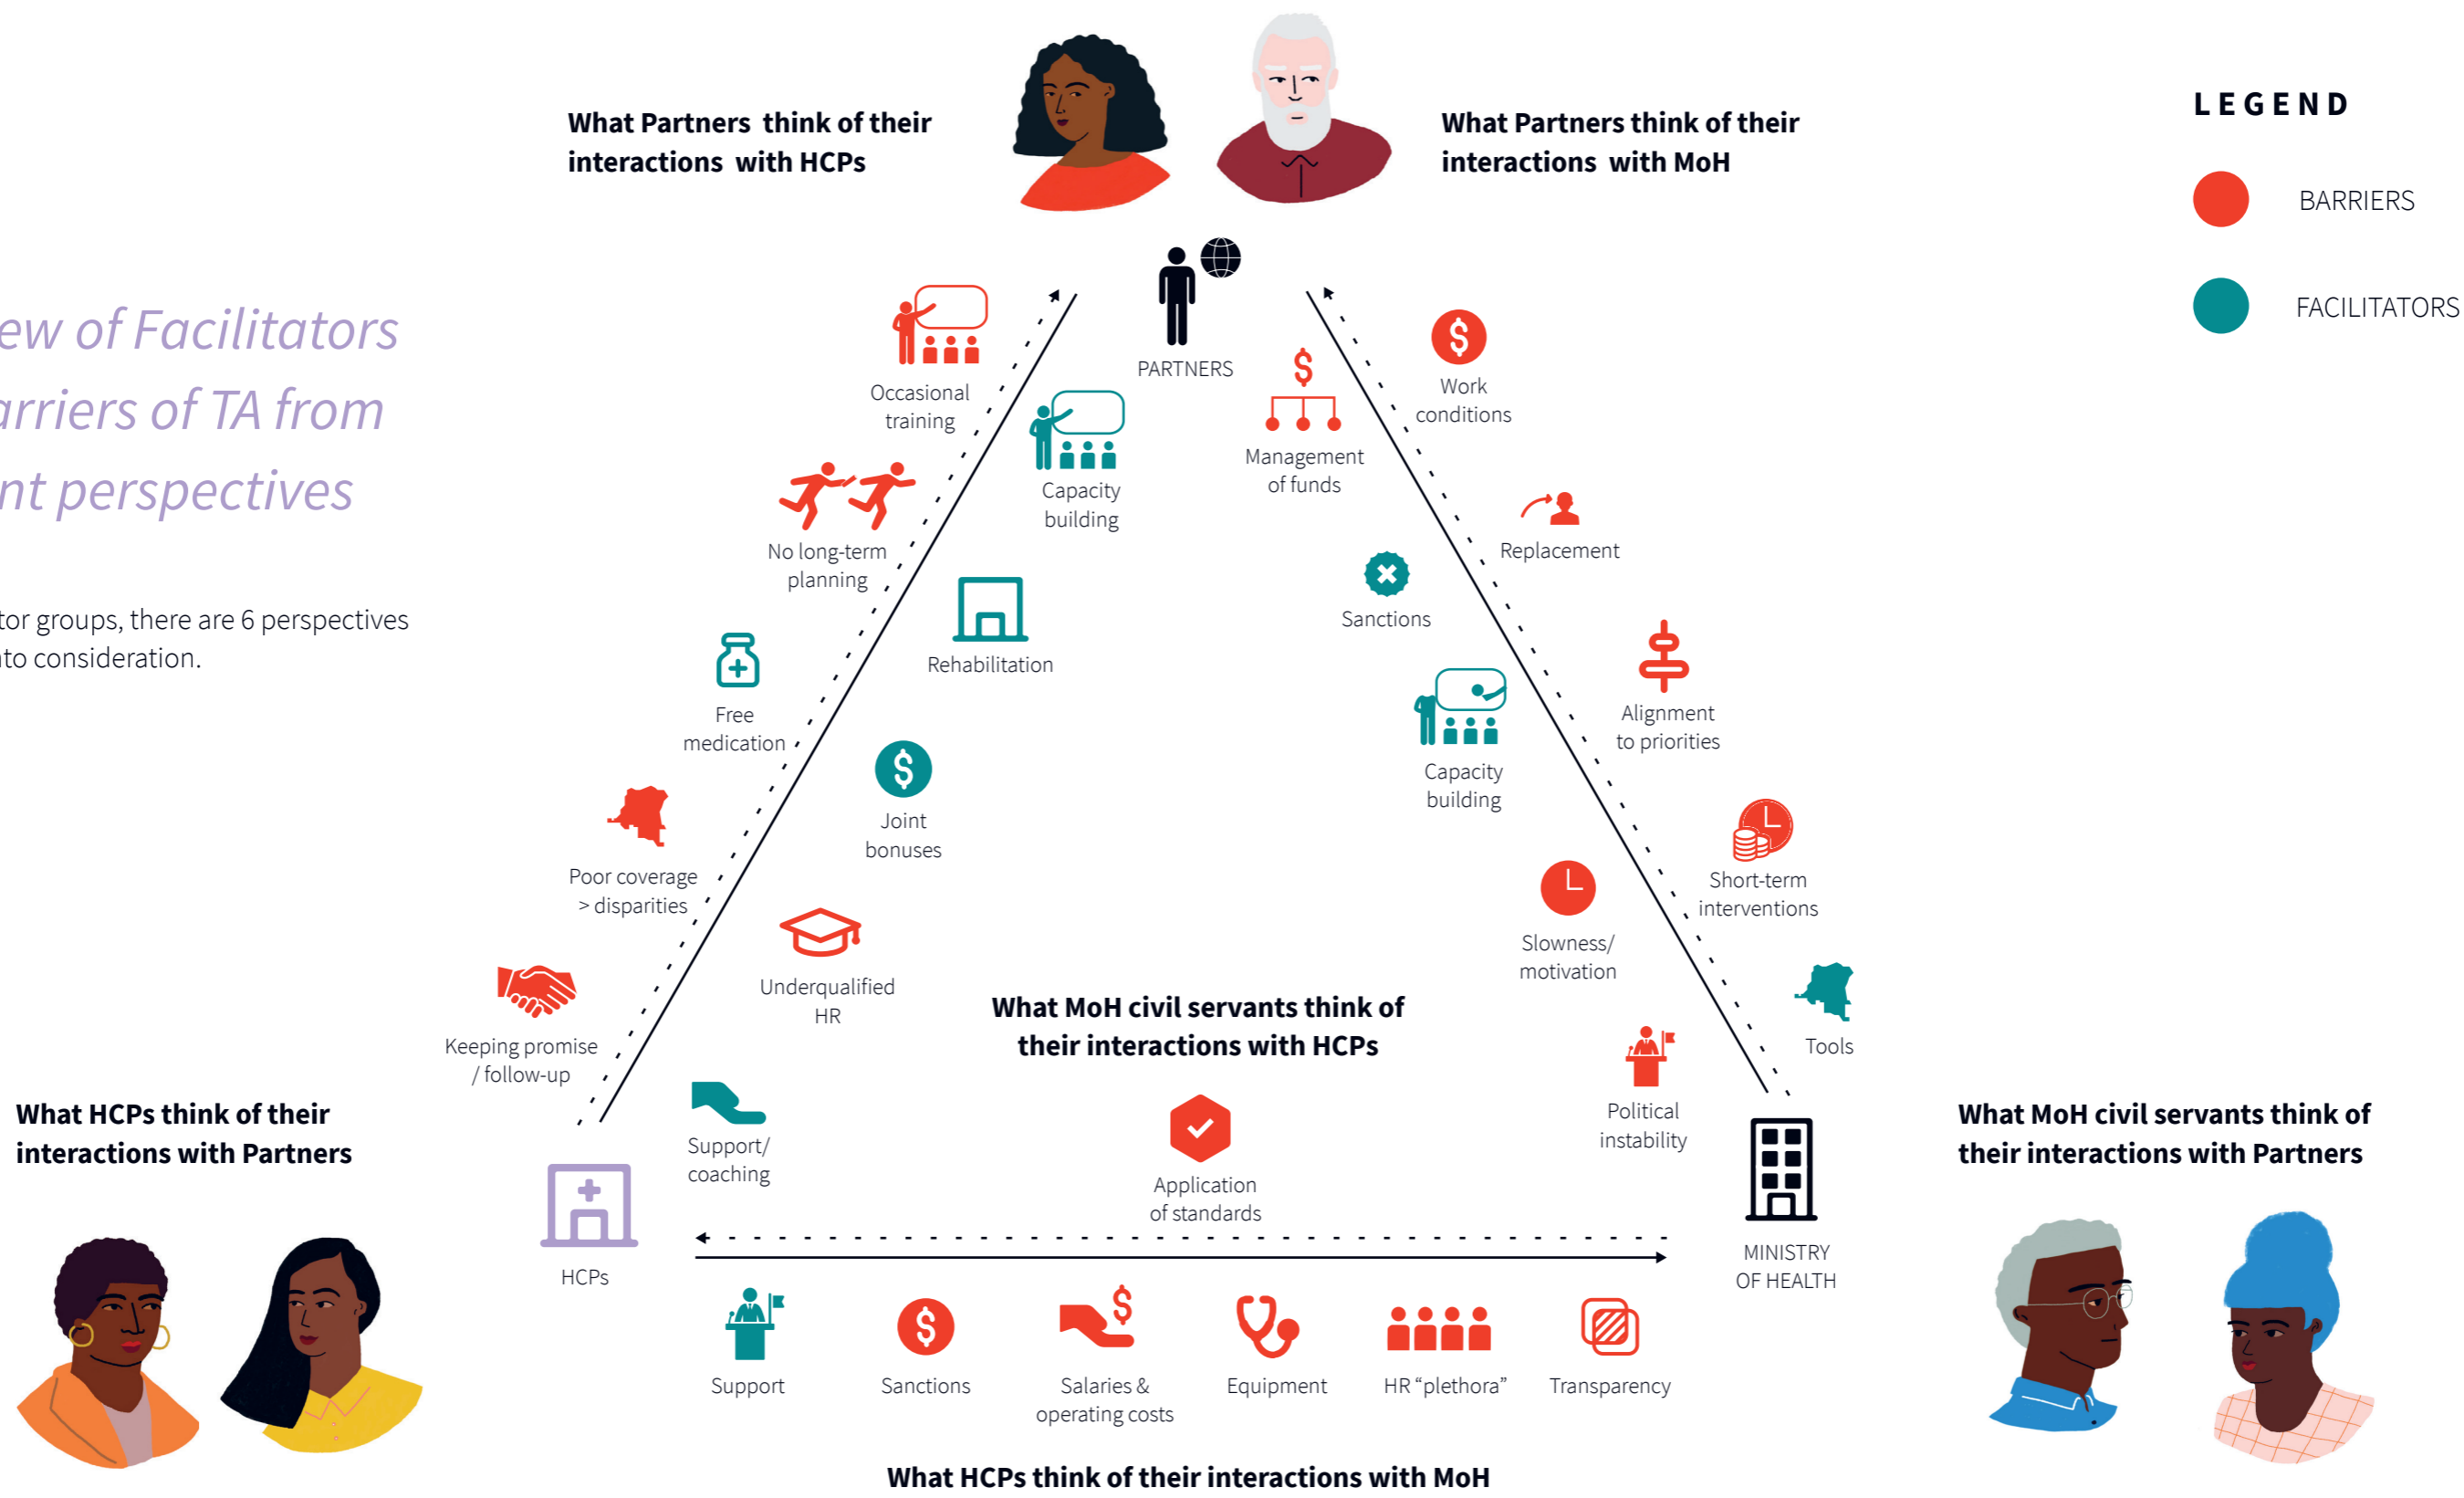 What Partners think of their
interactions with HCPs
What Partners think of their
interactions with MoH
LEGEND
BARRIERS
FACILITATORS
ew of Facilitators
arriers of TA from
nt perspectives
tor groups, there are 6 perspectives
nto consideration.
PARTNERS
Occasional
training
No long-term
planning
Free
medication
Poor coverage
> disparities
Keeping promise
/ follow-up
Capacity
building
Rehabilitation
Joint
bonuses
Underqualified
HR
Support/
coaching
Management
of funds
Sanctions
Capacity
building
Slowness/
motivation
Political
instability
Work
conditions
Replacement
Alignment
to priorities
Short-term
interventions
Tools
What MoH civil servants think of
their interactions with HCPs
Application
of standards
What HCPs think of their
interactions with Partners
HCPs
MINISTRY
OF HEALTH
What MoH civil servants think of
their interactions with Partners
Support
Sanctions
Salaries &
operating costs
Equipment
HR “plethora”
Transparency
What HCPs think of their interactions with MoH